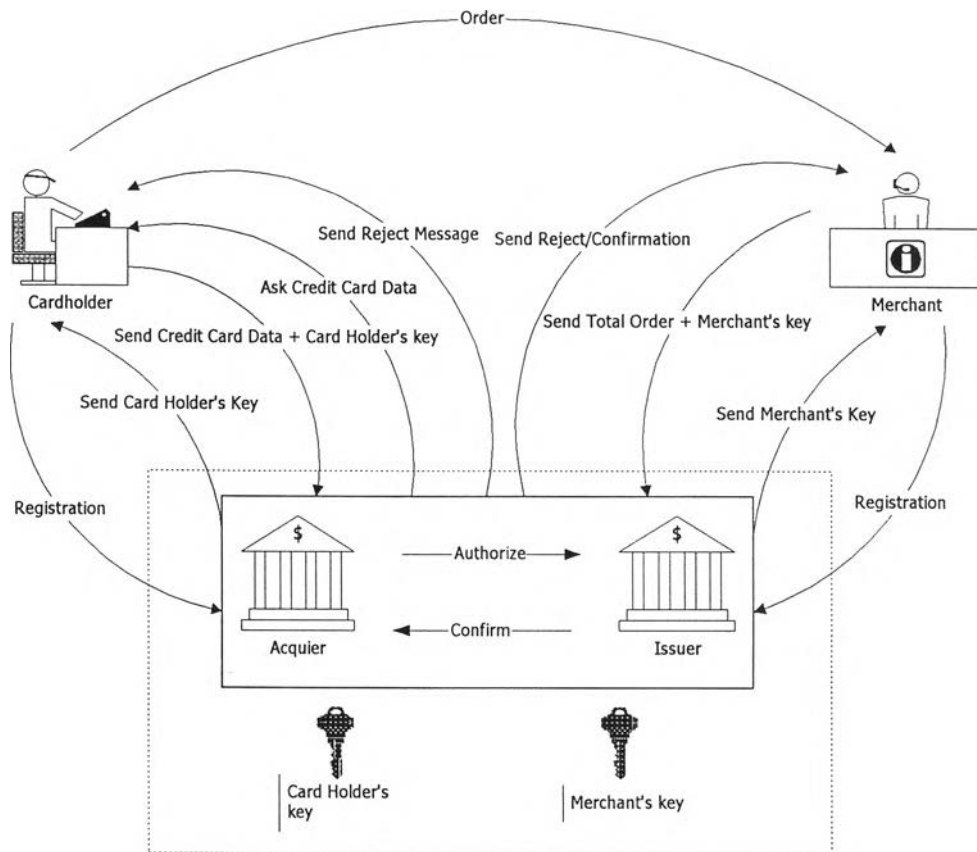 Order
Send Reject Message
Send Reject/Confirmation
Ask Credit Card Data
Cardholder
Merchant
Send Total Order + Merchant's key
Send Credit Card Data + Card Holder's key
Send Card Holder's Key
Send Merchant's Key
Registration
Registration
$
$
Authorize
Confirm
Acquier
Issuer
Card Holder's
key
Merchant's key